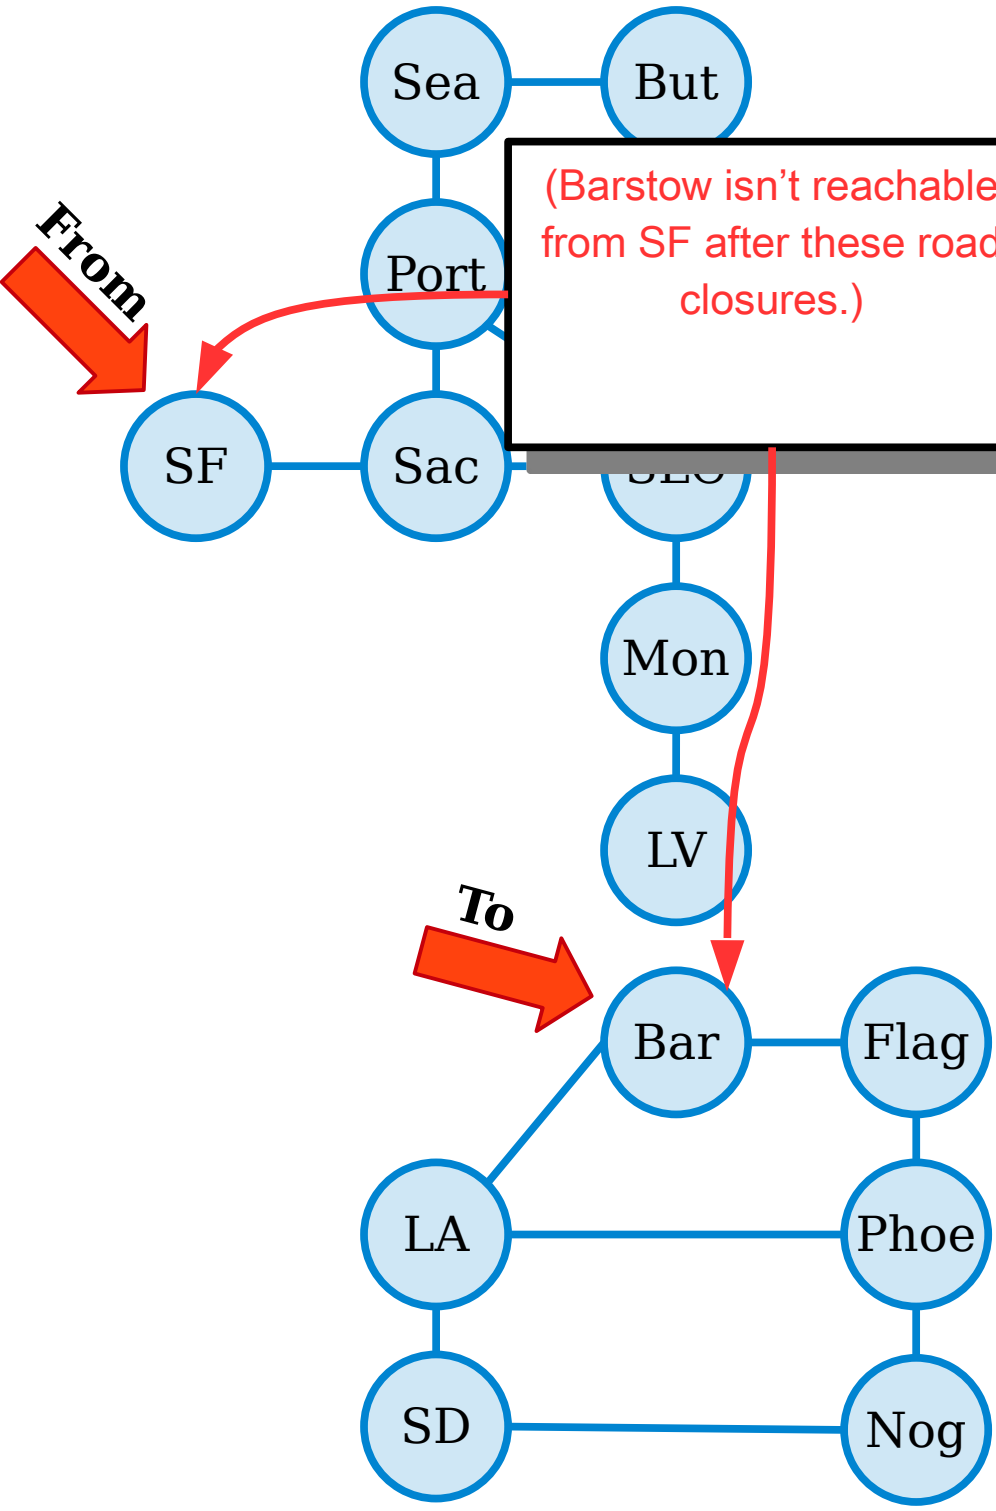 Sea
But
From
(Barstow isn't reachable
from SF after these road
closures.)
Port
SF
Sac
Mon
LV
To
Bar
Flag
LA
Phoe
SD
Nog